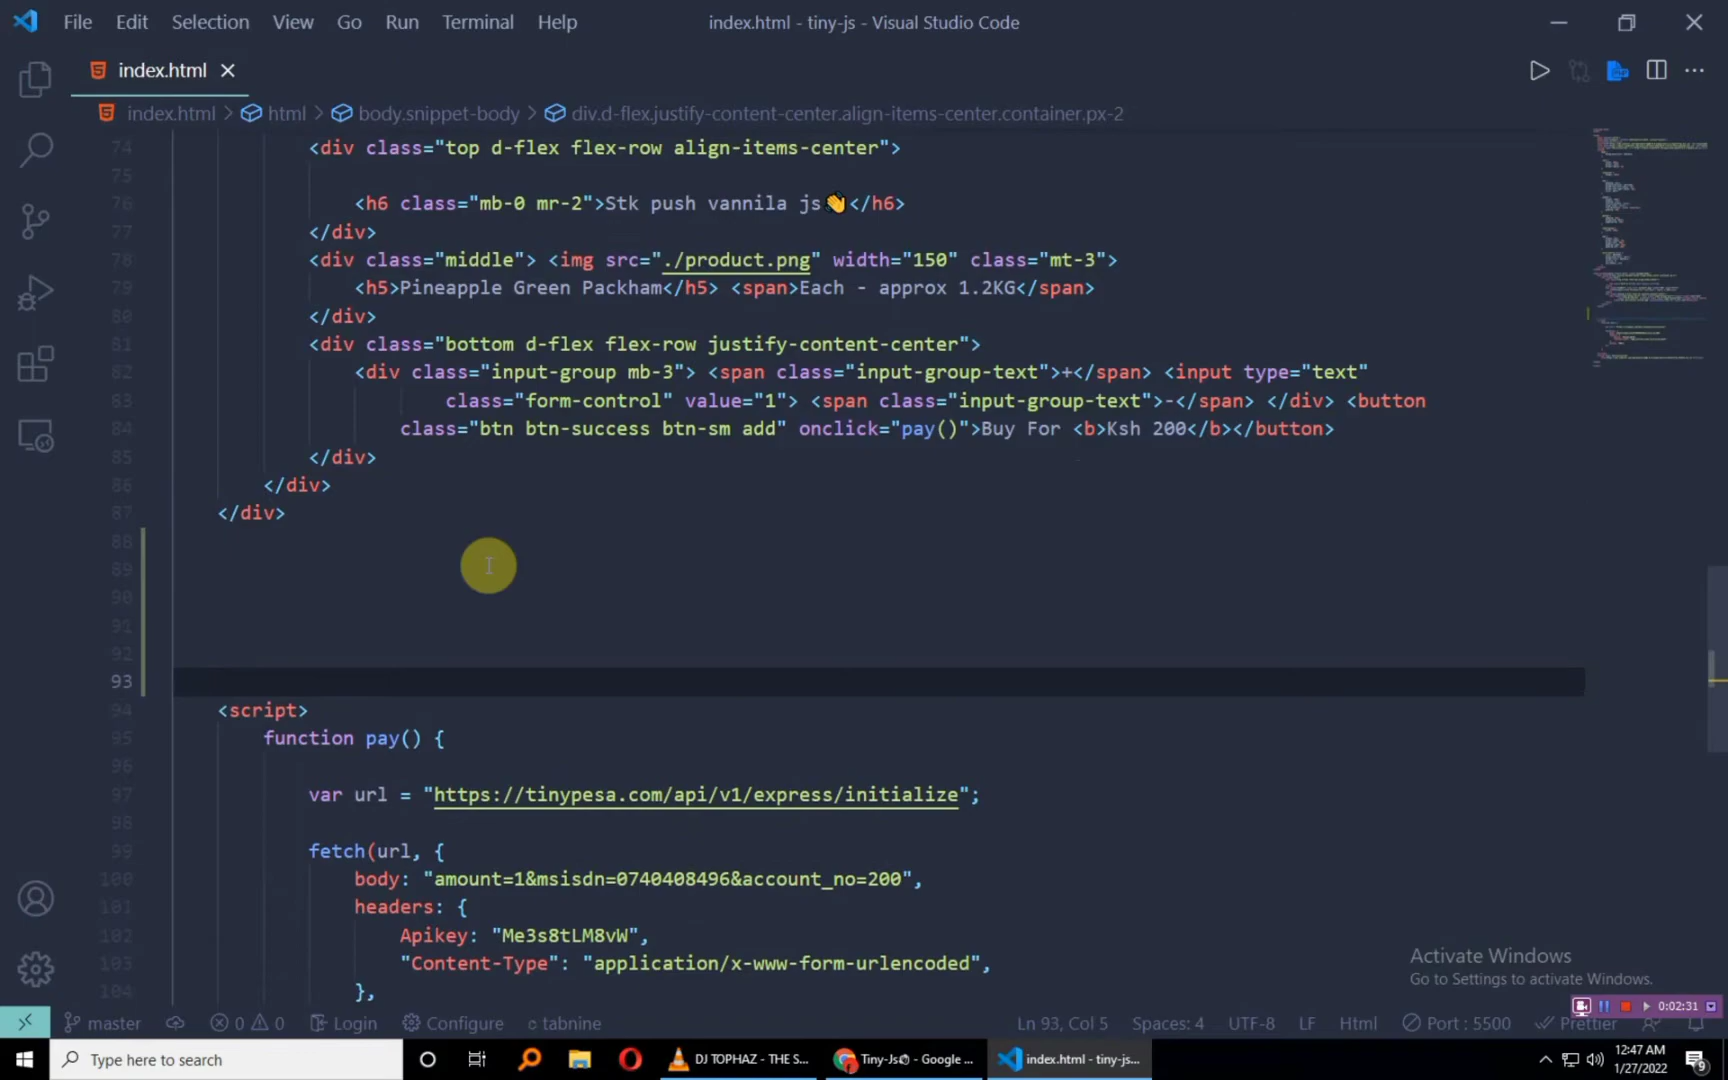 File Edit Selection View Go Run Terminal Help index.html - tiny-js - Visual Studio Code
index.html
index.html > html > body.snippet-body > div.d-flex.justify-content-center.align-items-center.container.px-2
74 <div class="top d-flex flex-row align-items-center">
75
76 <h6 class="mb-0 mr-2">Stk push vannila js👋</h6>
77 </div>
78 <div class="middle"> <img src="./product.png" width="150" class="mt-3">
79 <h5>Pineapple Green Packham</h5> <span>Each - approx 1.2KG</span>
80 </div>
81 <div class="bottom d-flex flex-row justify-content-center">
82 <div class="input-group mb-3"> <span class="input-group-text">+</span> <input type="text"
83 class="form-control" value="1"> <span class="input-group-text">-</span> </div> <button
84 class="btn btn-success btn-sm add" onclick="pay()">Buy For <b>Ksh 200</b></button>
85 </div>
86 </div>
87 </div>
88
89
90
91
92
93
94 <script>
95 function pay() {
96
97 var url = "https://tinypesa.com/api/v1/express/initialize";
98
99 fetch(url, {
100 body: "amount=1&msisdn=0740408496&account_no=200",
101 headers: {
102 Apikey: "Me3s8tLM8vW",
103 "Content-Type": "application/x-www-form-urlencoded",
104 },
Activate Windows
Go to Settings to activate Windows.
0:02:31
master 0 0 Login Configure tabnine Ln 93, Col 5 Spaces: 4 UTF-8 LF Html Port : 5500 Prettier
Type here to search DJ TOPHAZ - THE S... Tiny-Js - Google ... index.html - tiny-js... 12:47 AM
1/27/2022
9